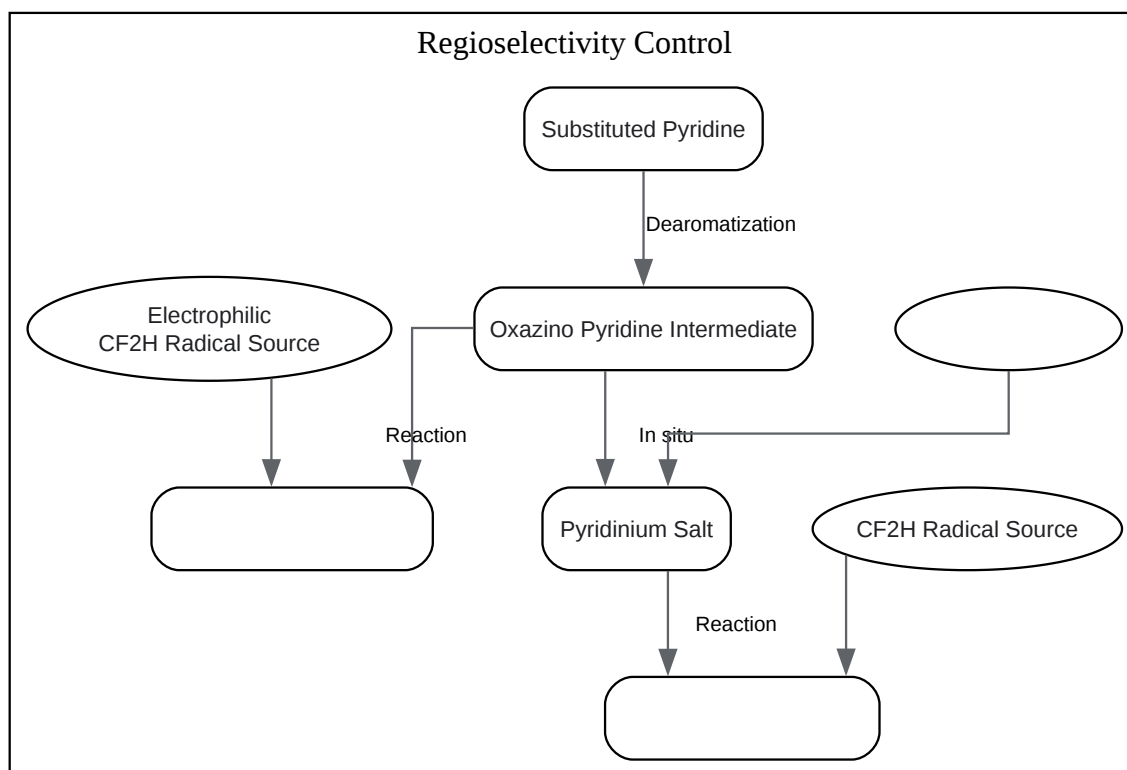 Regioselectivity Control
Substituted Pyridine
Dearomatization
Electrophilic
CF2H Radical Source
Oxazino Pyridine Intermediate
Reaction
In situ
Pyridinium Salt
CF2H Radical Source
Reaction